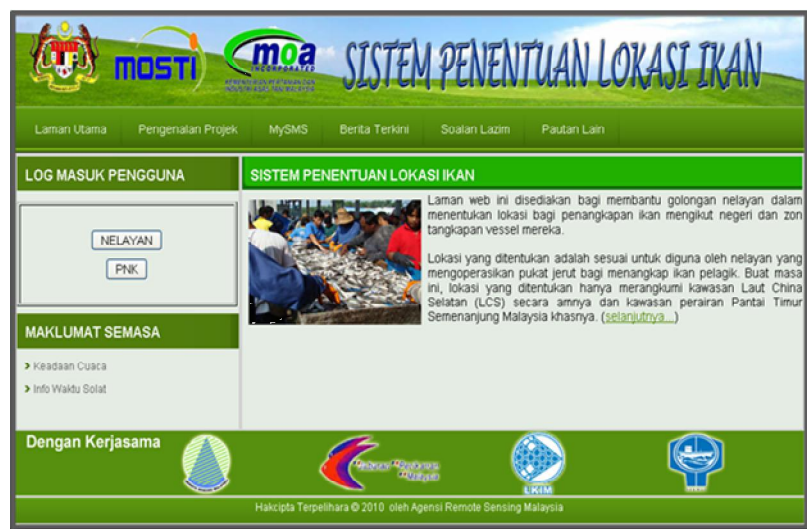 MOSTI
moa
INCORPORATED
SISTEM PENENTUAN LOKASI IKAN
Laman Utama Pengenalan Projek MySMS Berita Terkini Soalan Lazim Pautan Lain
LOG MASUK PENGGUNA
NELAYAN
PNK
MAKLUMAT SEMASA
Keadaan Cuaca
Info Waktu Solat
SISTEM PENENTUAN LOKASI IKAN
Laman web ini disediakan bagi membantu golongan nelayan dalam
menentukan lokasi bagi penangkapan ikan mengikut negeri dan zon
tangkapan vessel mereka.
Lokasi yang ditentukan adalah sesuai untuk diguna oleh nelayan yang
mengoperasikan pukat jerut bagi menangkap ikan pelagik. Buat masa
ini, lokasi yang ditentukan hanya merangkumi kawasan Laut China
Selatan (LCS) secara amnya dan kawasan perairan Pantai Timur
Semenanjung Malaysia khasnya. (selanjutnya...)
Dengan Kerjasama
Jabatan Perikanan
Malaysia
LKIM
Hakcipta Terpelihara © 2010 oleh Agensi Remote Sensing Malaysia